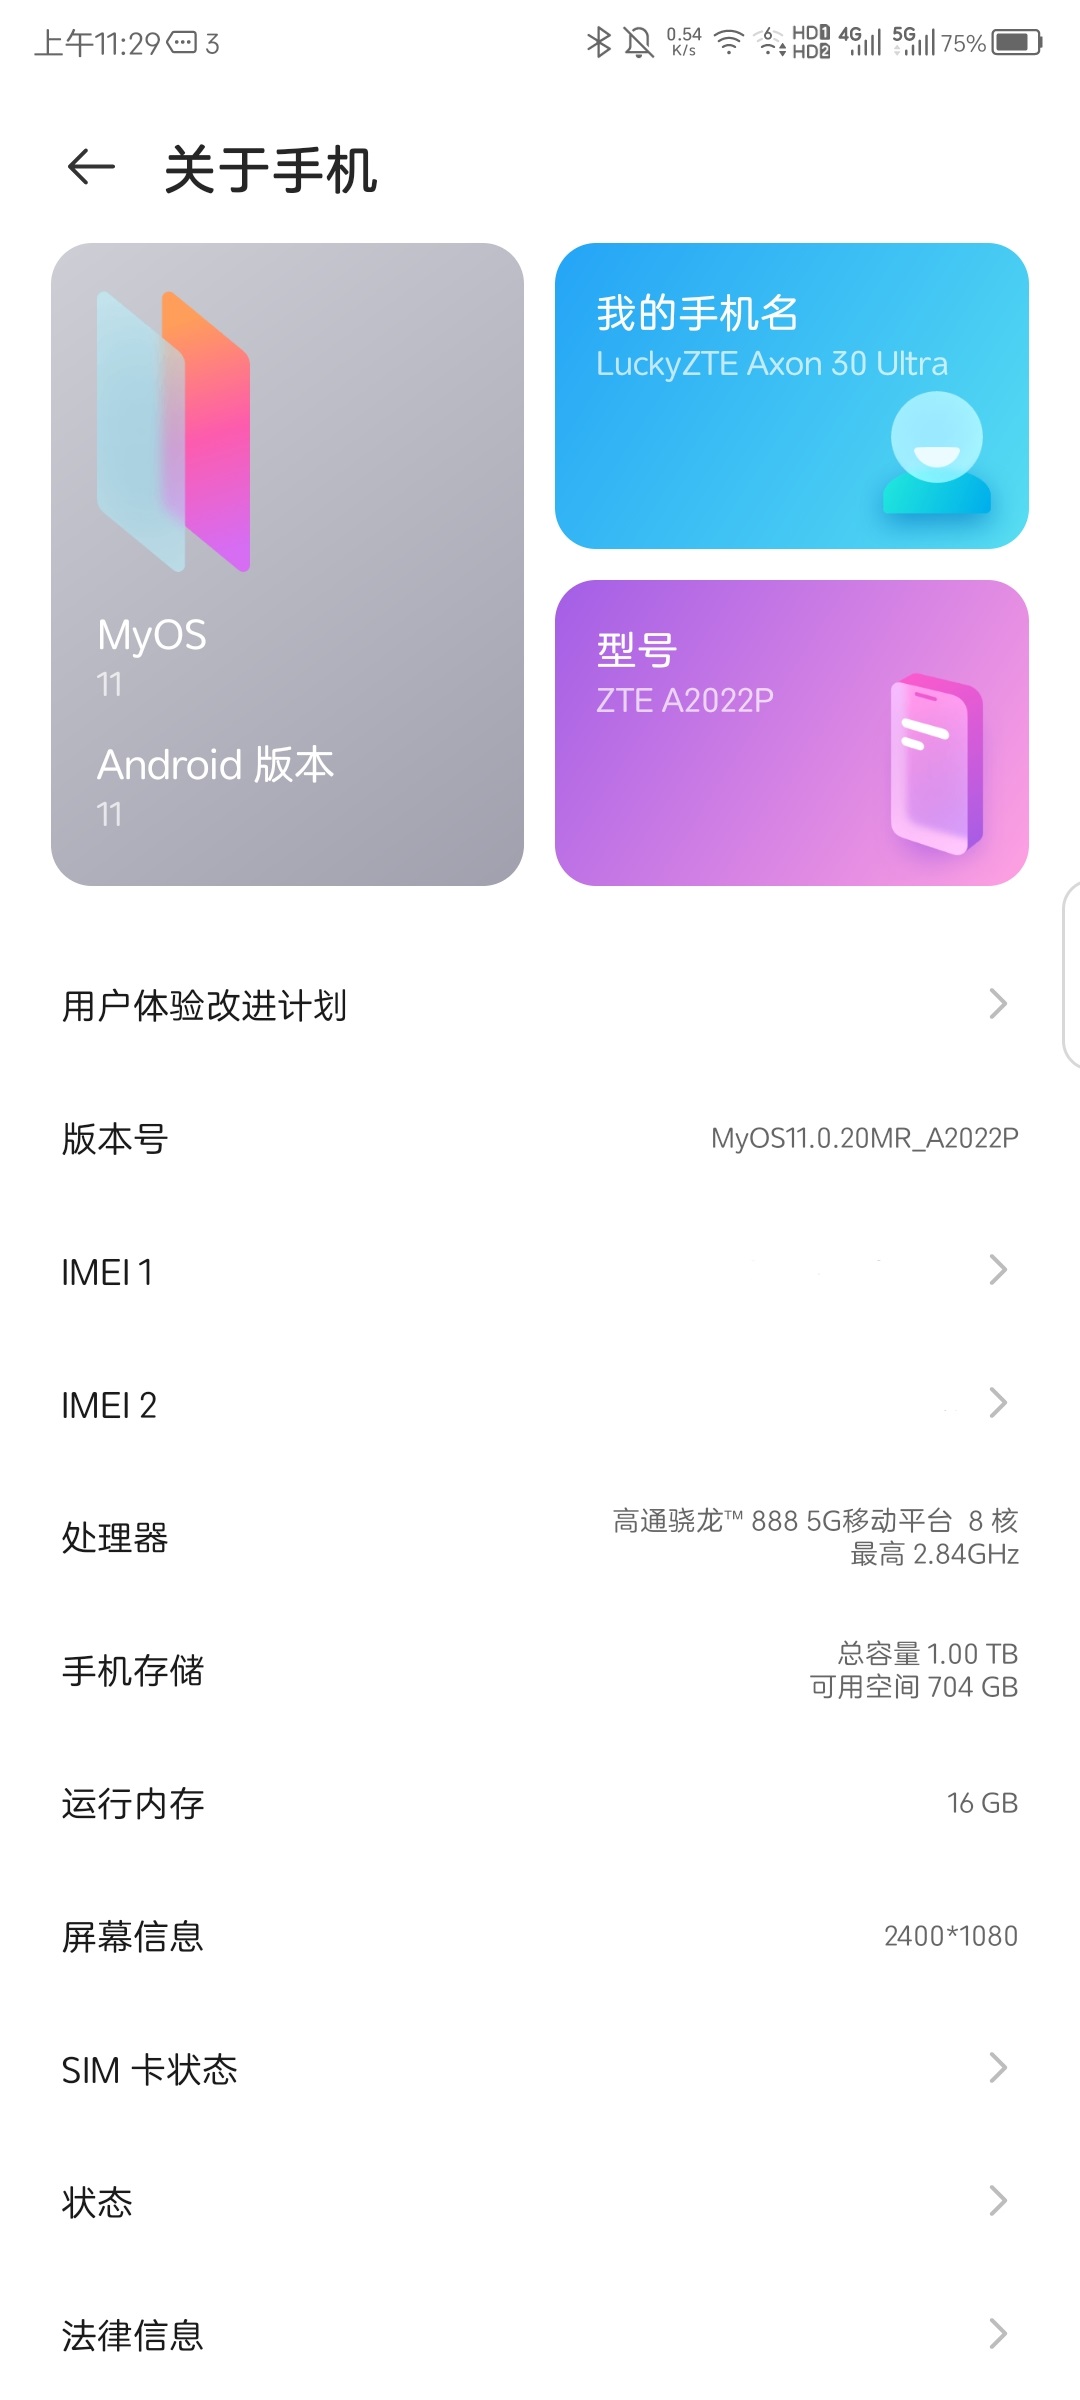 上午11:29 3 0.54 K/s 6 HD1 HD2 4G 5G 75%
关于手机
我的手机名
LuckyZTE Axon 30 Ultra
MyOS
11
Android 版本
11
型号
ZTE A2022P
用户体验改进计划
版本号 MyOS11.0.20MR_A2022P
IMEI 1
IMEI 2
处理器 高通骁龙™ 888 5G移动平台 8 核
最高 2.84GHz
手机存储 总容量 1.00 TB
可用空间 704 GB
运行内存 16 GB
屏幕信息 2400*1080
SIM 卡状态
状态
法律信息